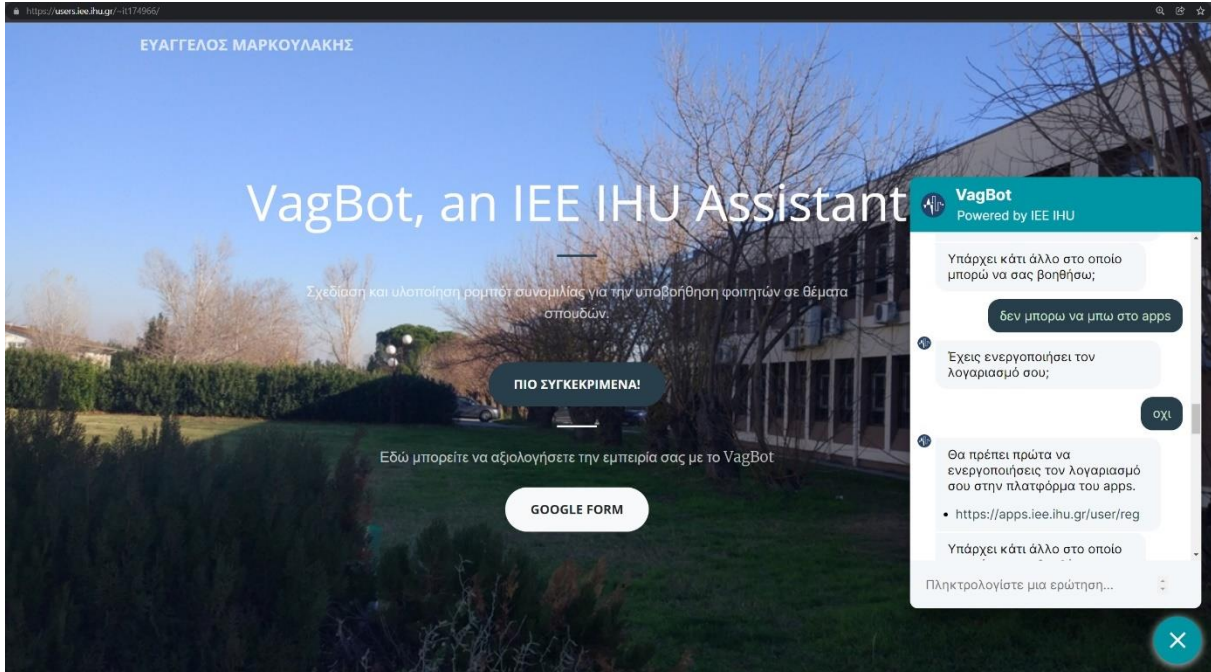 https://users.iee.ihu.gr/~it174966/
ΕΥΑΓΓΕΛΟΣ ΜΑΡΚΟΥΛΑΚΗΣ
VagBot, an IEE IHU Assistant
Σχεδίαση και υλοποίηση ρομπότ συνομιλίας για την υποβοήθηση φοιτητών σε θέματα
σπουδών.
ΠΙΟ ΣΥΓΚΕΚΡΙΜΕΝΑ!
Εδώ μπορείτε να αξιολογήσετε την εμπειρία σας με το VagBot
GOOGLE FORM
VagBot
Powered by IEE IHU
Υπάρχει κάτι άλλο στο οποίο
μπορώ να σας βοηθήσω;
δεν μπορω να μπω στο apps
Έχεις ενεργοποιήσει τον
λογαριασμό σου;
οχι
Θα πρέπει πρώτα να
ενεργοποιήσεις τον λογαριασμό
σου στην πλατφόρμα του apps.
• https://apps.iee.ihu.gr/user/reg
Υπάρχει κάτι άλλο στο οποίο
Πληκτρολογίστε μια ερώτηση...